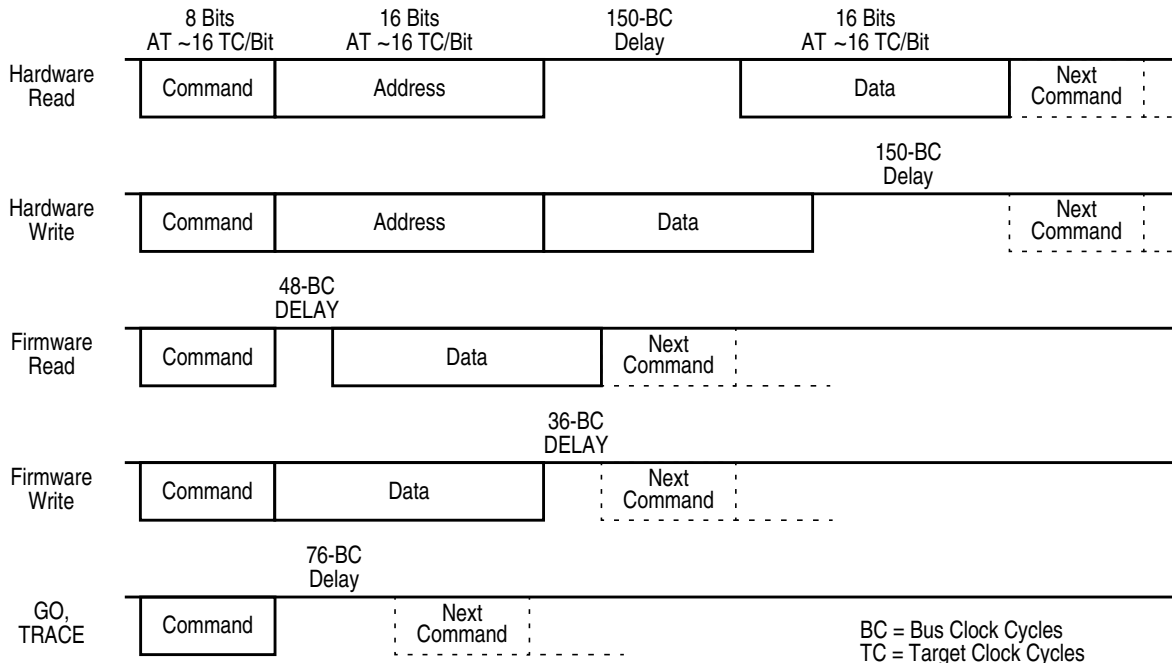 8 Bits
AT ~16 TC/Bit
16 Bits
AT ~16 TC/Bit
150-BC
Delay
16 Bits
AT ~16 TC/Bit
Hardware
Read
Command
Address
Data
Next
Command
150-BC
Delay
Hardware
Write
Command
Address
Data
Next
Command
48-BC
DELAY
Firmware
Read
Command
Data
Next
Command
36-BC
DELAY
Firmware
Write
Command
Data
Next
Command
76-BC
Delay
GO,
TRACE
Command
Next
Command
BC = Bus Clock Cycles
TC = Target Clock Cycles